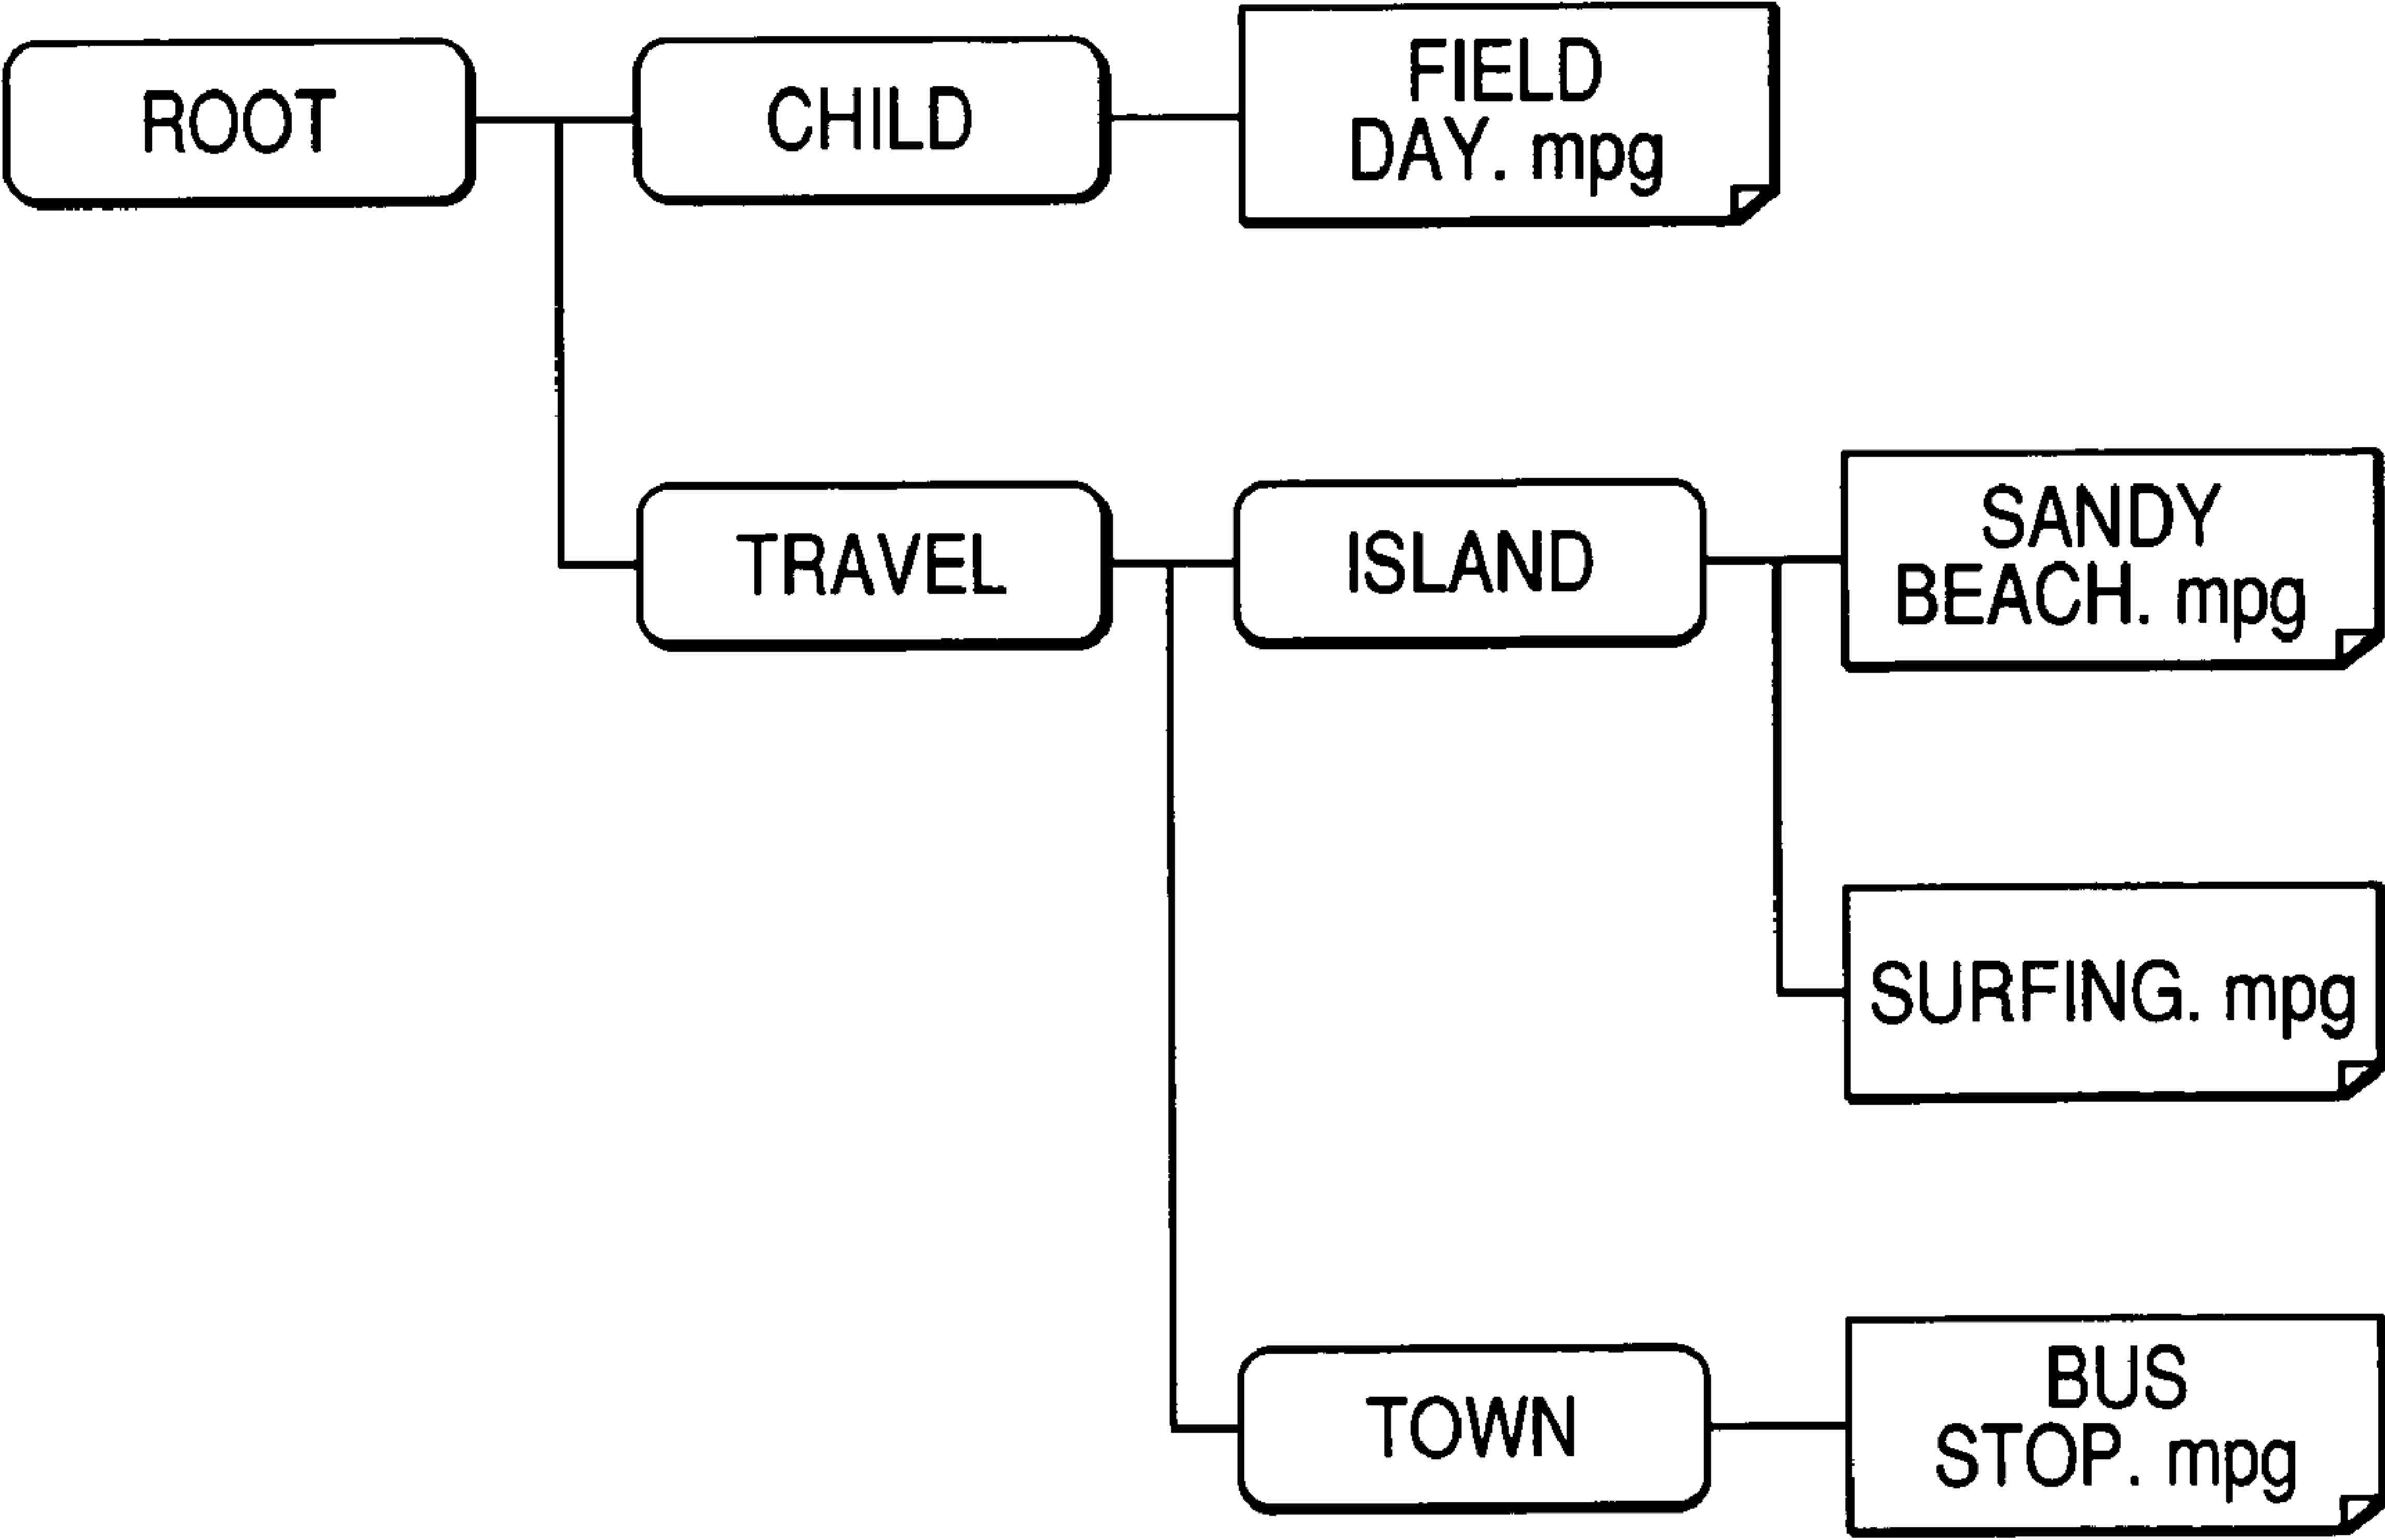 ROOT
CHILD
FIELD
DAY. mpg
TRAVEL
ISLAND
SANDY
BEACH. mpg
SURFING. mpg
TOWN
BUS
STOP. mpg